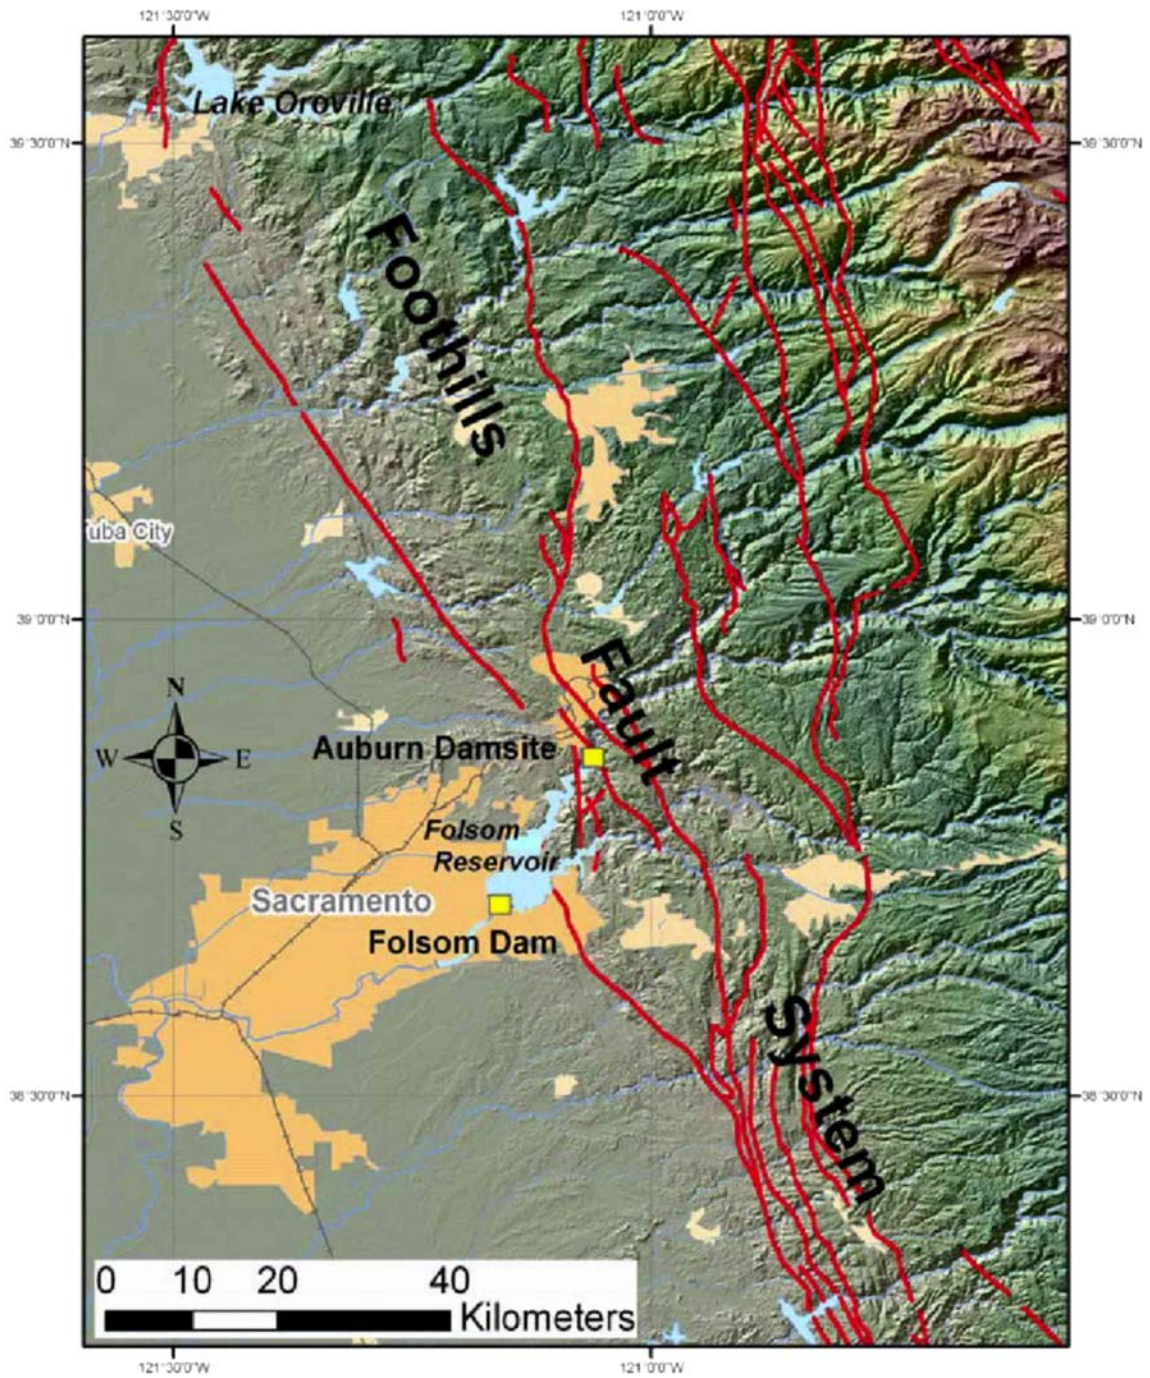 121°30'0"W 121°0'0"W
Lake Oroville
39°30'0"N 39°30'0"N
Foothills
uba City
39°0'0"N 39°0'0"N
Fault
N
W E
S
Auburn Damsite
Folsom
Reservoir
Sacramento
Folsom Dam
System
38°30'0"N 38°30'0"N
0 10 20 40
Kilometers
121°30'0"W 121°0'0"W